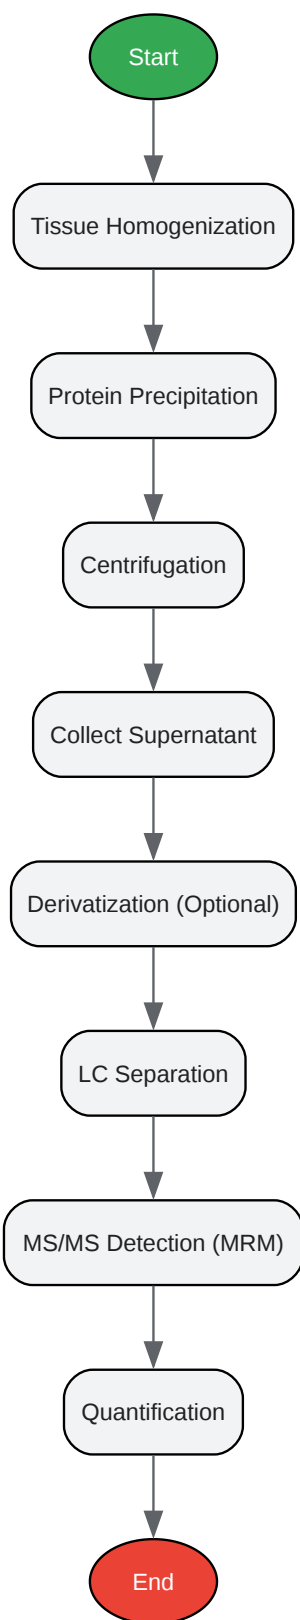 Start
Tissue Homogenization
Protein Precipitation
Centrifugation
Collect Supernatant
Derivatization (Optional)
LC Separation
MS/MS Detection (MRM)
Quantification
End